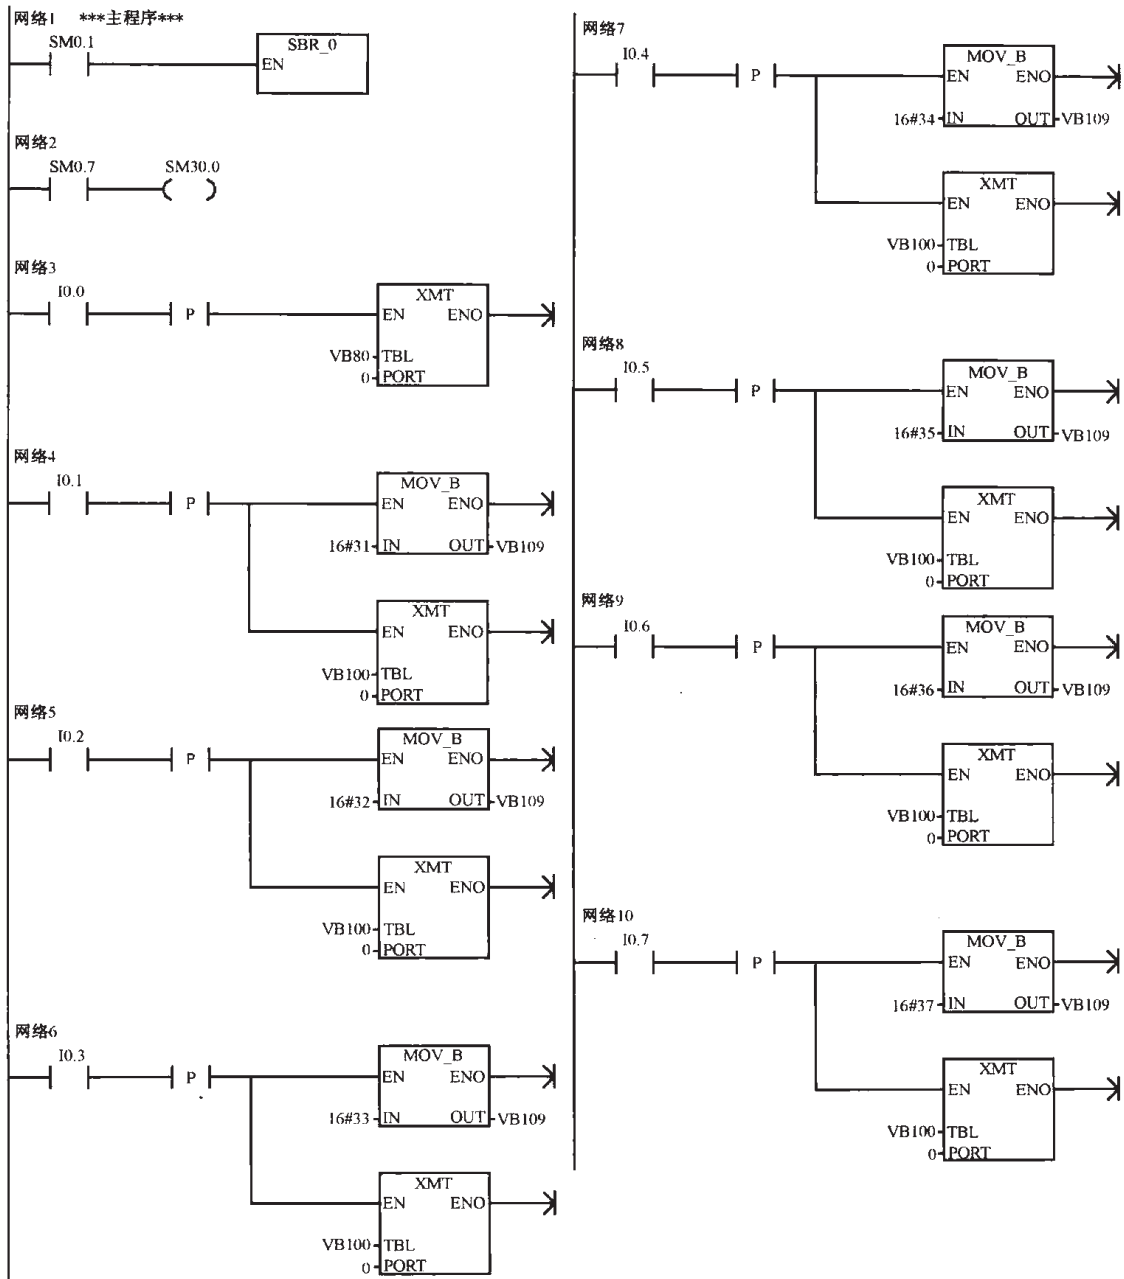 网络1 ***主程序***
SM0.1
SBR_0
EN
网络2
SM0.7 SM30.0
网络3
I0.0
P
XMT
EN ENO
VB80 TBL
0 PORT
网络4
I0.1
P
MOV_B
EN ENO
16#31 IN OUT VB109
XMT
EN ENO
VB100 TBL
0 PORT
网络5
I0.2
P
MOV_B
EN ENO
16#32 IN OUT VB109
XMT
EN ENO
VB100 TBL
0 PORT
网络6
I0.3
P
MOV_B
EN ENO
16#33 IN OUT VB109
XMT
EN ENO
VB100 TBL
0 PORT
网络7
I0.4
P
MOV_B
EN ENO
16#34 IN OUT VB109
XMT
EN ENO
VB100 TBL
0 PORT
网络8
I0.5
P
MOV_B
EN ENO
16#35 IN OUT VB109
XMT
EN ENO
VB100 TBL
0 PORT
网络9
I0.6
P
MOV_B
EN ENO
16#36 IN OUT VB109
XMT
EN ENO
VB100 TBL
0 PORT
网络10
I0.7
P
MOV_B
EN ENO
16#37 IN OUT VB109
XMT
EN ENO
VB100 TBL
0 PORT